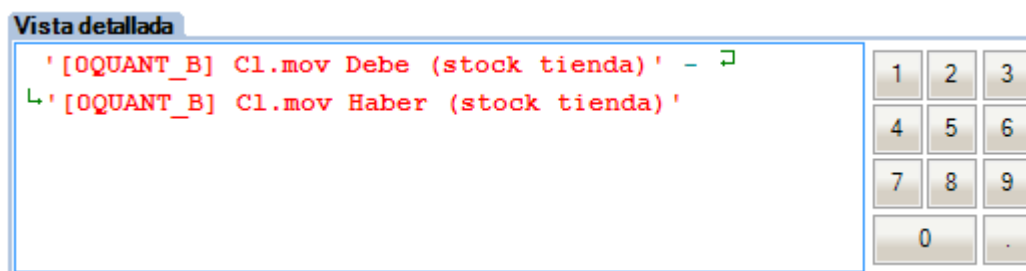 Vista detallada
'[0QUANT_B] Cl.mov Debe (stock tienda)' -
'[0QUANT_B] Cl.mov Haber (stock tienda)'
1 2 3
4 5 6
7 8 9
0 .